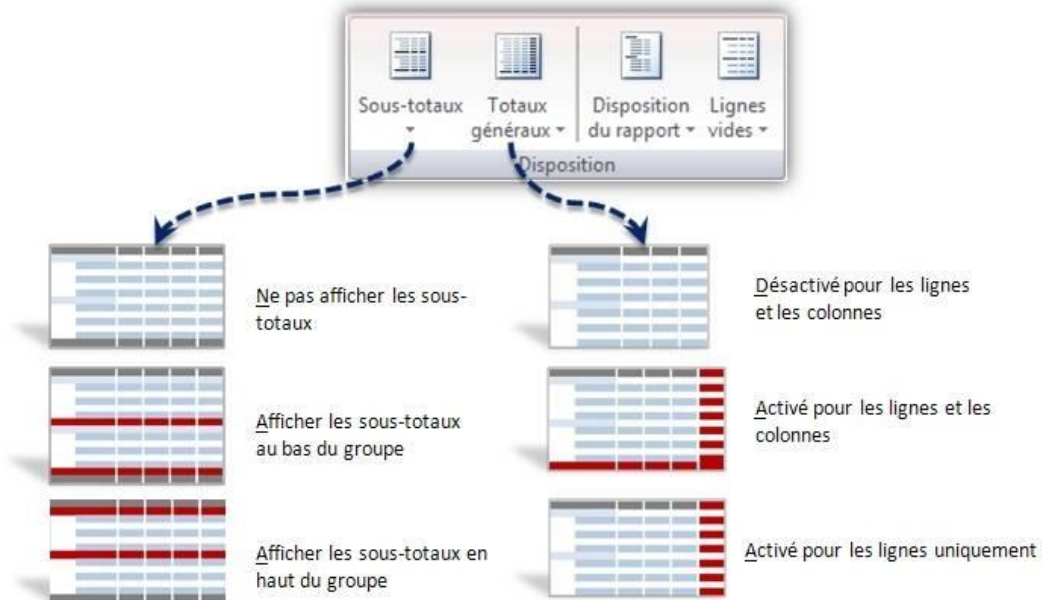 Sous-totaux
Totaux
généraux
Disposition
du rapport
Lignes
vides
Disposition
Ne pas afficher les sous-
totaux
Afficher les sous-totaux
au bas du groupe
Afficher les sous-totaux en
haut du groupe
Désactivé pour les lignes
et les colonnes
Activé pour les lignes et les
colonnes
Activé pour les lignes uniquement